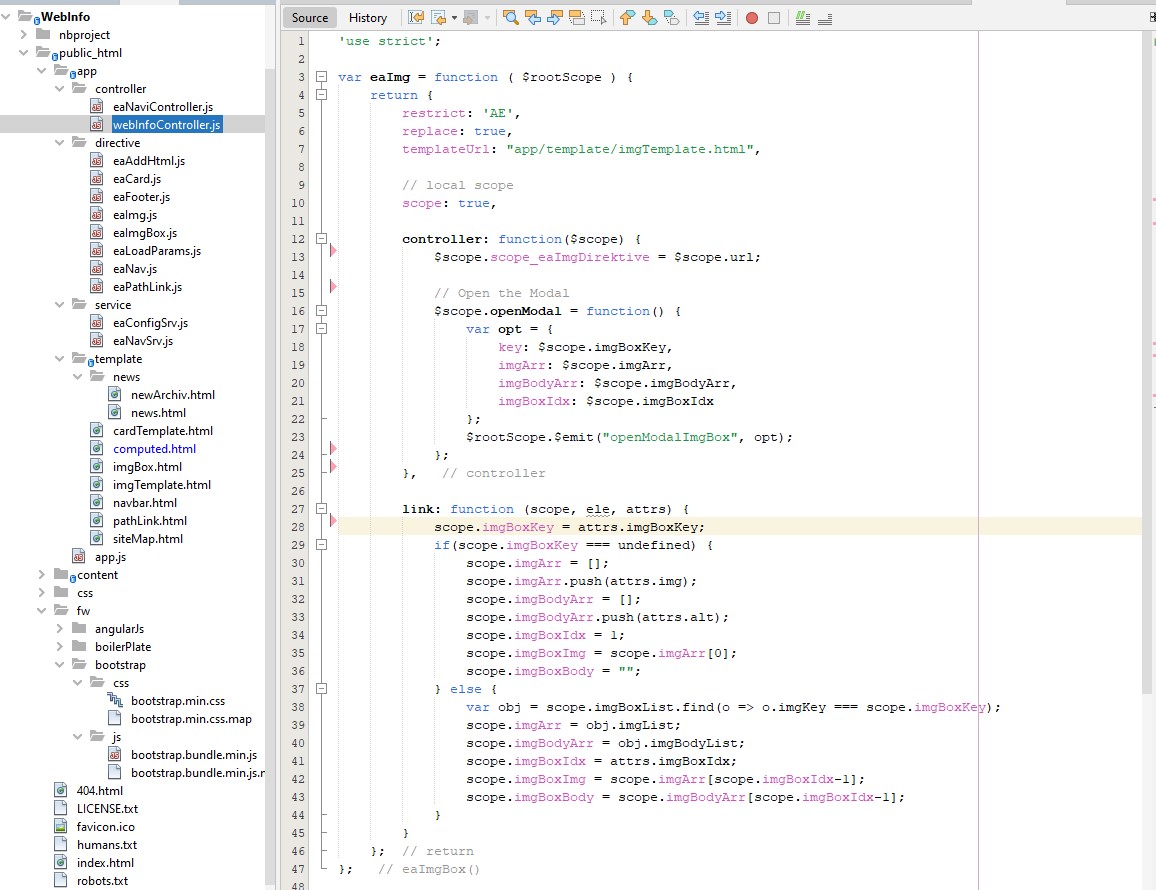 WebInfo
nbproject
public_html
app
controller
eaNaviController.js
webInfoController.js
directive
eaAddHtml.js
eaCard.js
eaFooter.js
eaImg.js
eaImgBox.js
eaLoadParams.js
eaNav.js
eaPathLink.js
service
eaConfigSrv.js
eaNavSrv.js
template
news
newArchiv.html
news.html
cardTemplate.html
computed.html
imgBox.html
imgTemplate.html
navbar.html
pathLink.html
siteMap.html
app.js
content
css
fw
angularJs
boilerPlate
bootstrap
css
bootstrap.min.css
bootstrap.min.css.map
js
bootstrap.bundle.min.js
bootstrap.bundle.min.js.r
404.html
LICENSE.txt
favicon.ico
humans.txt
index.html
robots.txt
Source History
1 'use strict';
2
3 var eaImg = function ( $rootScope ) {
4 return {
5 restrict: 'AE',
6 replace: true,
7 templateUrl: "app/template/imgTemplate.html",
8
9 // local scope
10 scope: true,
11
12 controller: function($scope) {
13 $scope.scope_eaImgDirektive = $scope.url;
14
15 // Open the Modal
16 $scope.openModal = function() {
17 var opt = {
18 key: $scope.imgBoxKey,
19 imgArr: $scope.imgArr,
20 imgBodyArr: $scope.imgBodyArr,
21 imgBoxIdx: $scope.imgBoxIdx
22 };
23 $rootScope.$emit("openModalImgBox", opt);
24 };
25 }, // controller
26
27 link: function (scope, ele, attrs) {
28 scope.imgBoxKey = attrs.imgBoxKey;
29 if(scope.imgBoxKey === undefined) {
30 scope.imgArr = [];
31 scope.imgArr.push(attrs.img);
32 scope.imgBodyArr = [];
33 scope.imgBodyArr.push(attrs.alt);
34 scope.imgBoxIdx = 1;
35 scope.imgBoxImg = scope.imgArr[0];
36 scope.imgBoxBody = "";
37 } else {
38 var obj = scope.imgBoxList.find(o => o.imgKey === scope.imgBoxKey);
39 scope.imgArr = obj.imgList;
40 scope.imgBodyArr = obj.imgBodyList;
41 scope.imgBoxIdx = attrs.imgBoxIdx;
42 scope.imgBoxImg = scope.imgArr[scope.imgBoxIdx-1];
43 scope.imgBoxBody = scope.imgBodyArr[scope.imgBoxIdx-1];
44 }
45 }
46 }; // return
47 }; // eaImgBox()
48